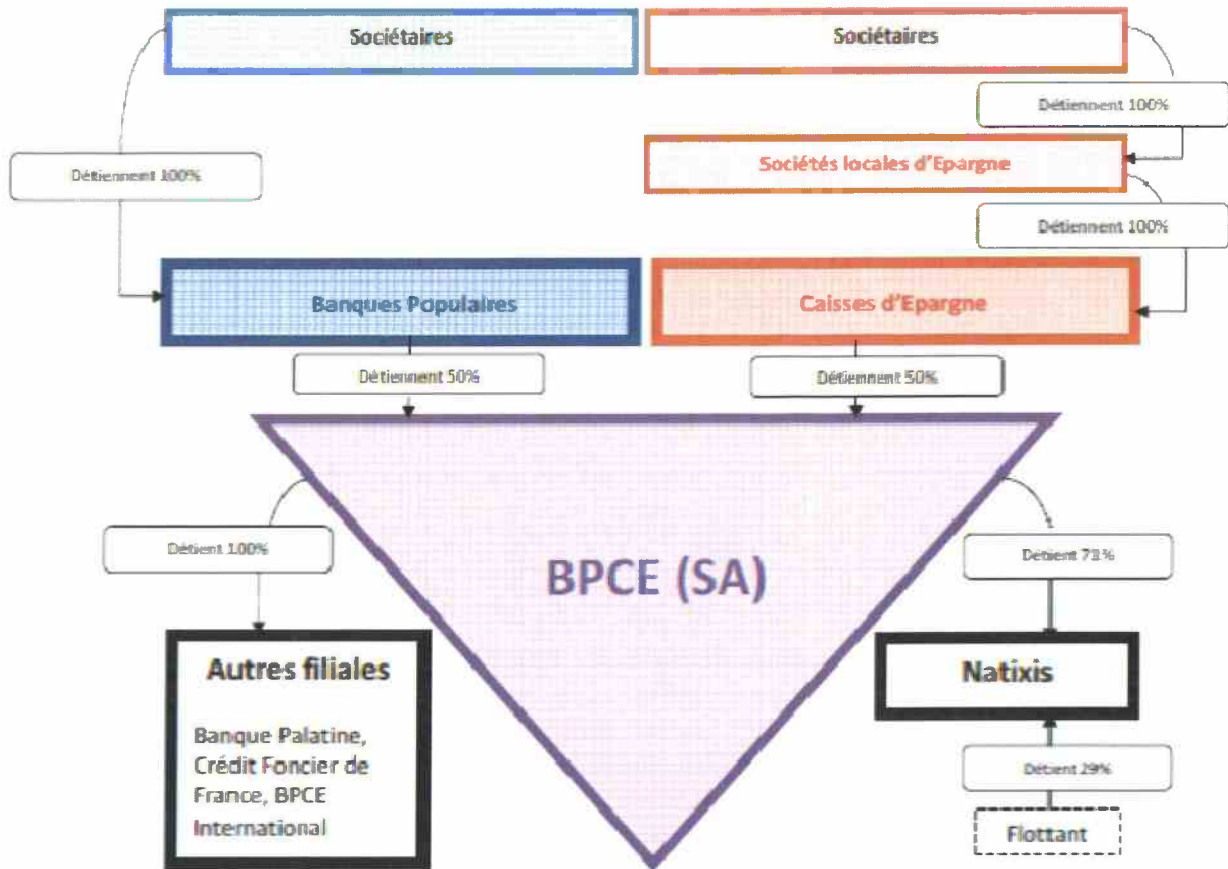 Sociétaires
Sociétaires
Détiennent 100%
Sociétés locales d'Epargne
Détiennent 100%
Détiennent 100%
Banques Populaires
Caisses d'Epargne
Détiennent 50%
Détiennent 50%
BPCE (SA)
Détient 100%
Détient 71%
Autres filiales
Banque Palatine,
Crédit Foncier de
France, BPCE
International
Natixis
Détient 29%
Flottant